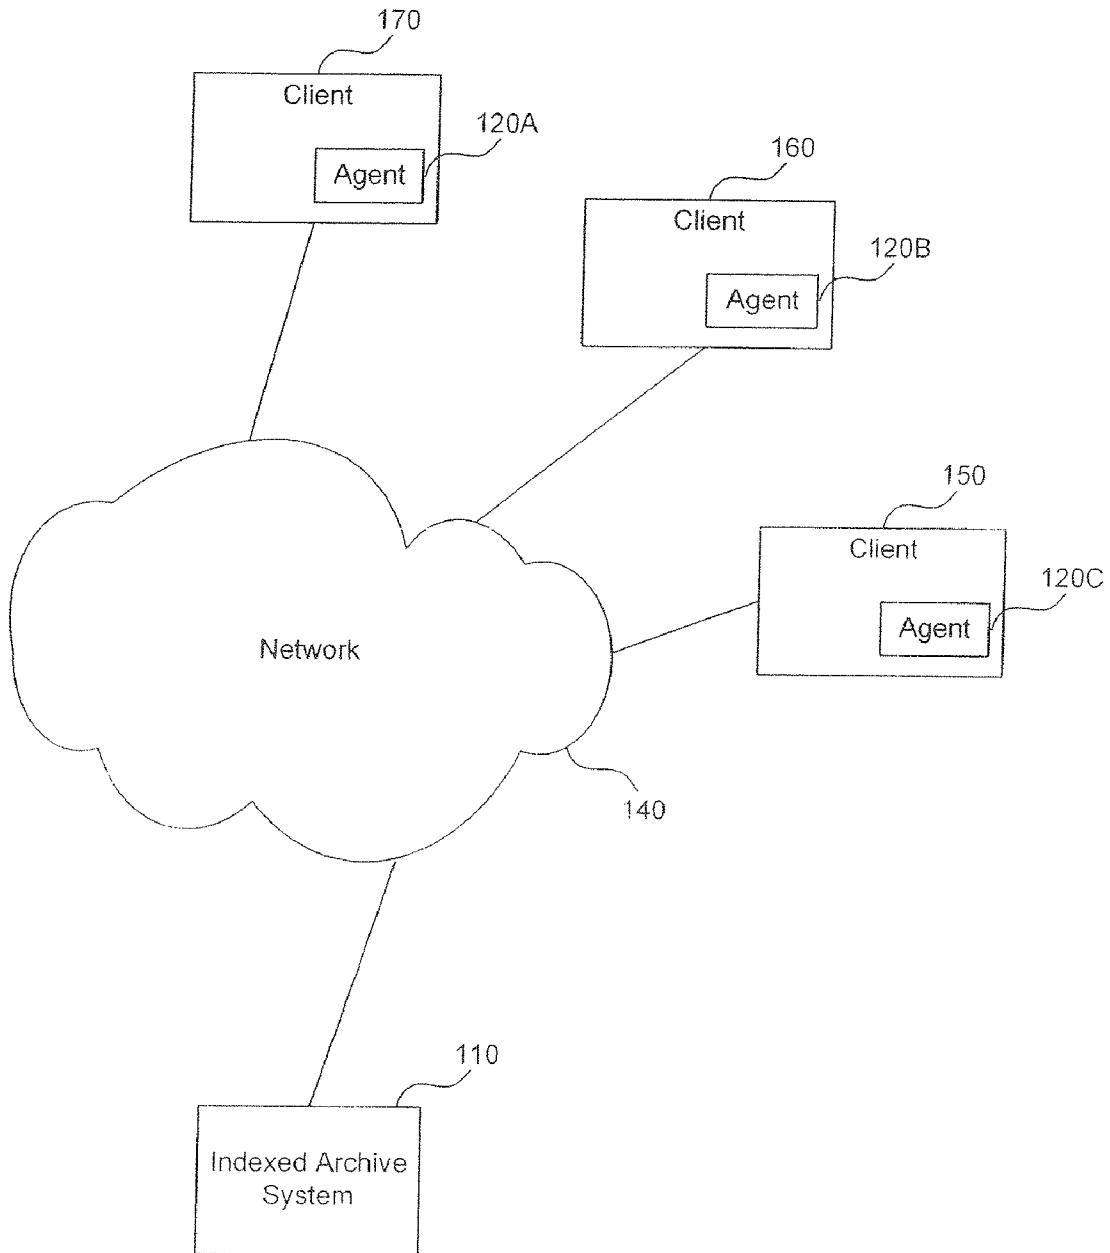 170
Client
120A
Agent
160
Client
120B
Agent
150
Client
120C
Agent
Network
140
110
Indexed Archive
System